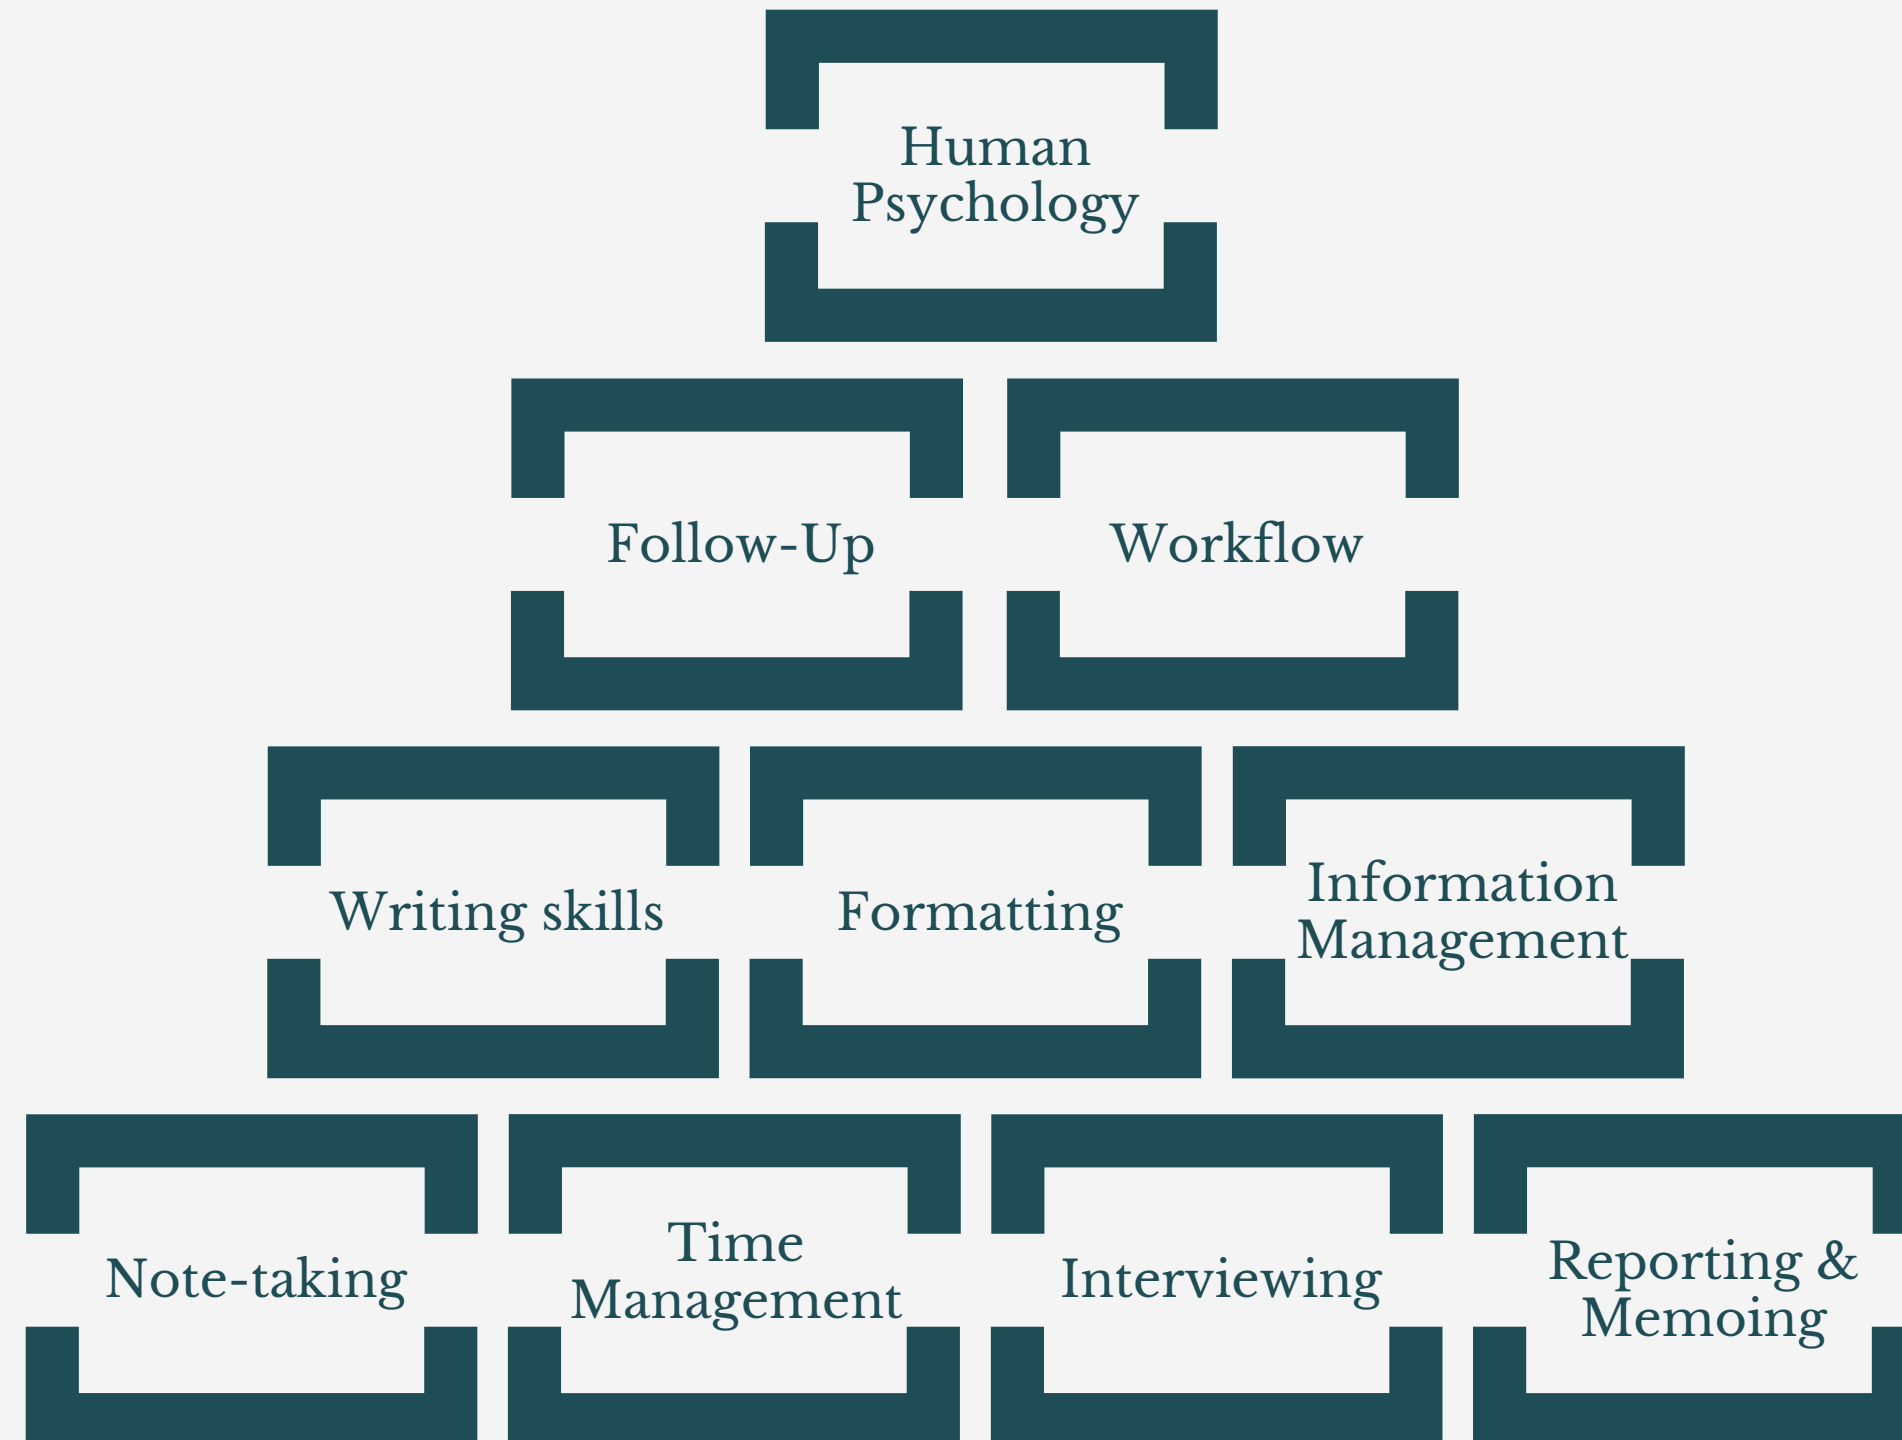 Human
Psychology
Follow-Up
Workflow
Writing skills
Formatting
Information
Management
Note-taking
Time
Management
Interviewing
Reporting &
Memoing